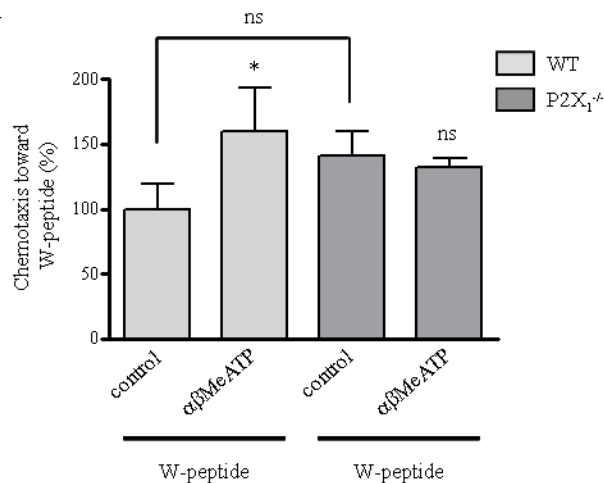 ns
WT
P2X₁⁻/⁻
Chemotaxis toward
W-peptide (%)
200
150
100
50
0
*
ns
control
αβMeATP
control
αβMeATP
W-peptide
W-peptide